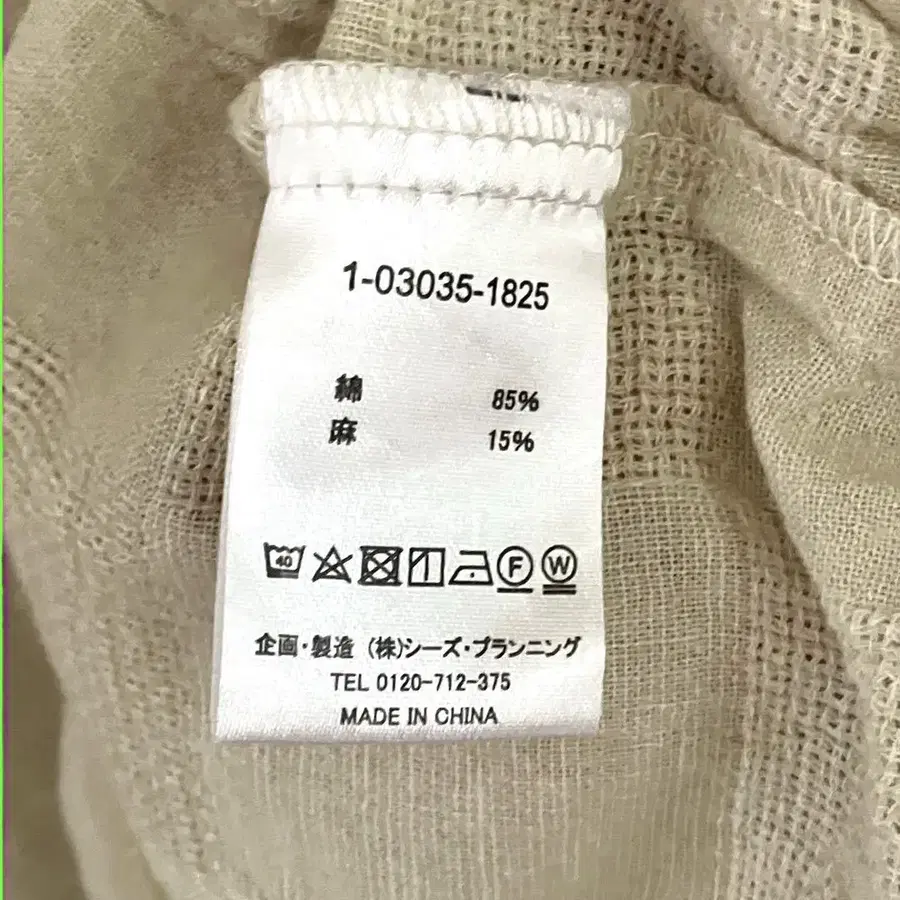 1-03035-1825
綿 85%
麻 15%
40 F W
企画・製造 (株)シーズ・プランニング
TEL 0120-712-375
MADE IN CHINA